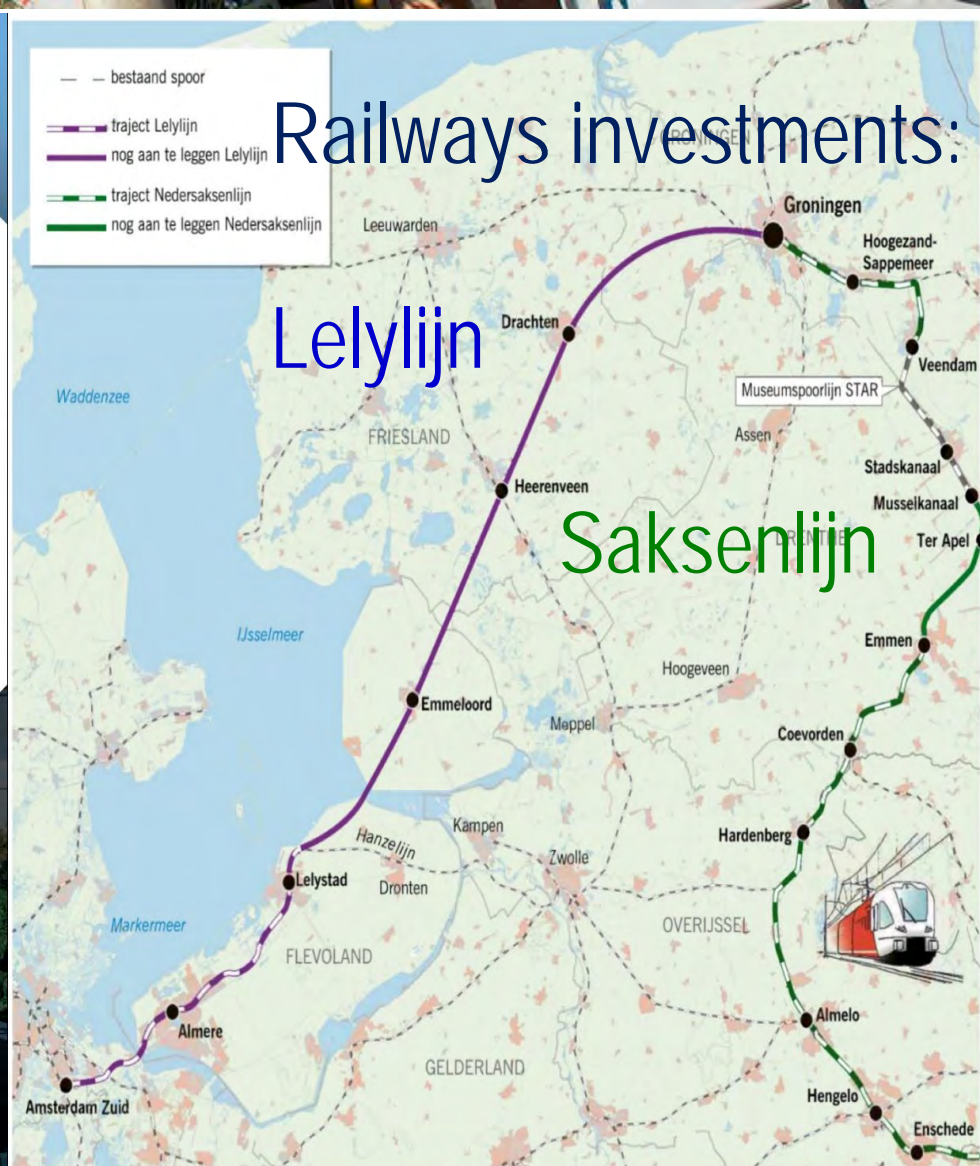 bestaand spoor
traject Lelylijn
nog aan te leggen Lelylijn
traject Nedersaksenlijn
nog aan te leggen Nedersaksenlijn
Railways investments:
GRONINGEN
Groningen
Leeuwarden
Hoogezand-
Sappemeer
Lelylijn
Drachten
Veendam
Museumspoorlijn STAR
Waddenzee
FRIESLAND
Assen
Stadskanaal
Heerenveen
Musselkanaal
Saksenlijn
DRENTHE
Ter Apel
IJsselmeer
Emmen
Hoogeveen
Emmeloord
Meppel
Coevorden
Kampen
Hardenberg
Hanzelijn
Zwolle
Lelystad
Dronten
Markermeer
OVERIJSSEL
FLEVOLAND
Almelo
Almere
GELDERLAND
Hengelo
Amsterdam Zuid
Enschede